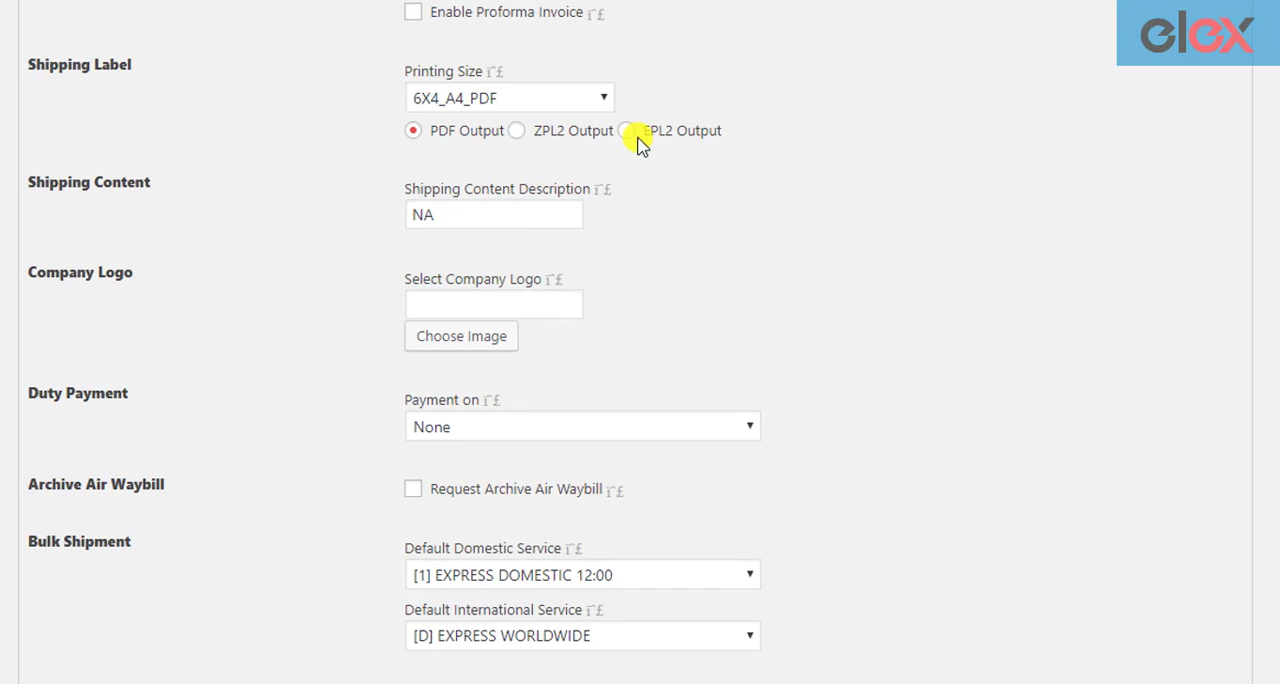 elex
Enable Proforma Invoice
Shipping Label
Printing Size
6X4_A4_PDF
PDF Output ZPL2 Output EPL2 Output
Shipping Content
Shipping Content Description
NA
Company Logo
Select Company Logo
Choose Image
Duty Payment
Payment on
None
Archive Air Waybill
Request Archive Air Waybill
Bulk Shipment
Default Domestic Service
[1] EXPRESS DOMESTIC 12:00
Default International Service
[D] EXPRESS WORLDWIDE